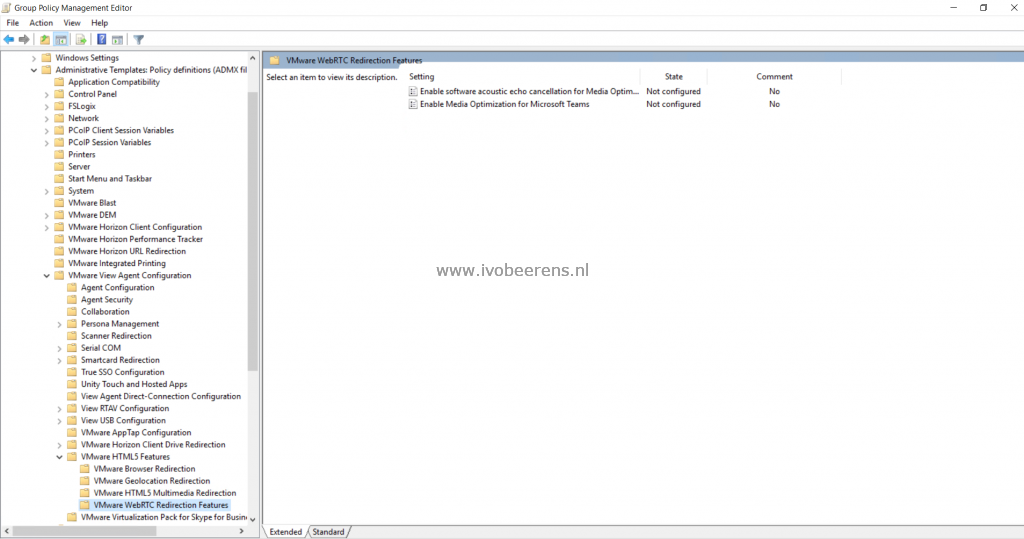 Group Policy Management Editor
File Action View Help
Windows Settings
Administrative Templates: Policy definitions (ADMX fil
Application Compatibility
Control Panel
FSLogix
Network
PCoIP Client Session Variables
PCoIP Session Variables
Printers
Server
Start Menu and Taskbar
System
VMware Blast
VMware DEM
VMware Horizon Client Configuration
VMware Horizon Performance Tracker
VMware Horizon URL Redirection
VMware Integrated Printing
VMware View Agent Configuration
Agent Configuration
Agent Security
Collaboration
Persona Management
Scanner Redirection
Serial COM
Smartcard Redirection
True SSO Configuration
Unity Touch and Hosted Apps
View Agent Direct-Connection Configuration
View RTAV Configuration
View USB Configuration
VMware AppTap Configuration
VMware Horizon Client Drive Redirection
VMware HTML5 Features
VMware Browser Redirection
VMware Geolocation Redirection
VMware HTML5 Multimedia Redirection
VMware WebRTC Redirection Features
VMware Virtualization Pack for Skype for Busin
VMware WebRTC Redirection Features
Select an item to view its description.
Setting State Comment
Enable software acoustic echo cancellation for Media Optim... Not configured No
Enable Media Optimization for Microsoft Teams Not configured No
www.ivobeerens.nl
Extended Standard